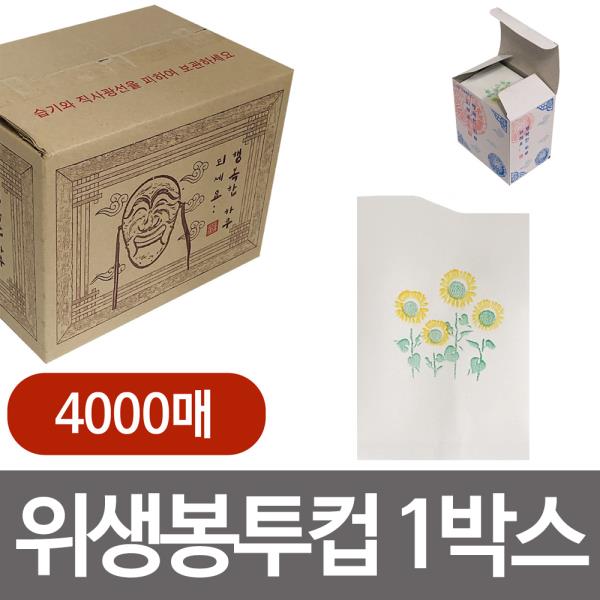 습기와 직사광선을 피하여 보관하세요
행복한 하루
되세요!
4000매
위생봉투컵 1박스